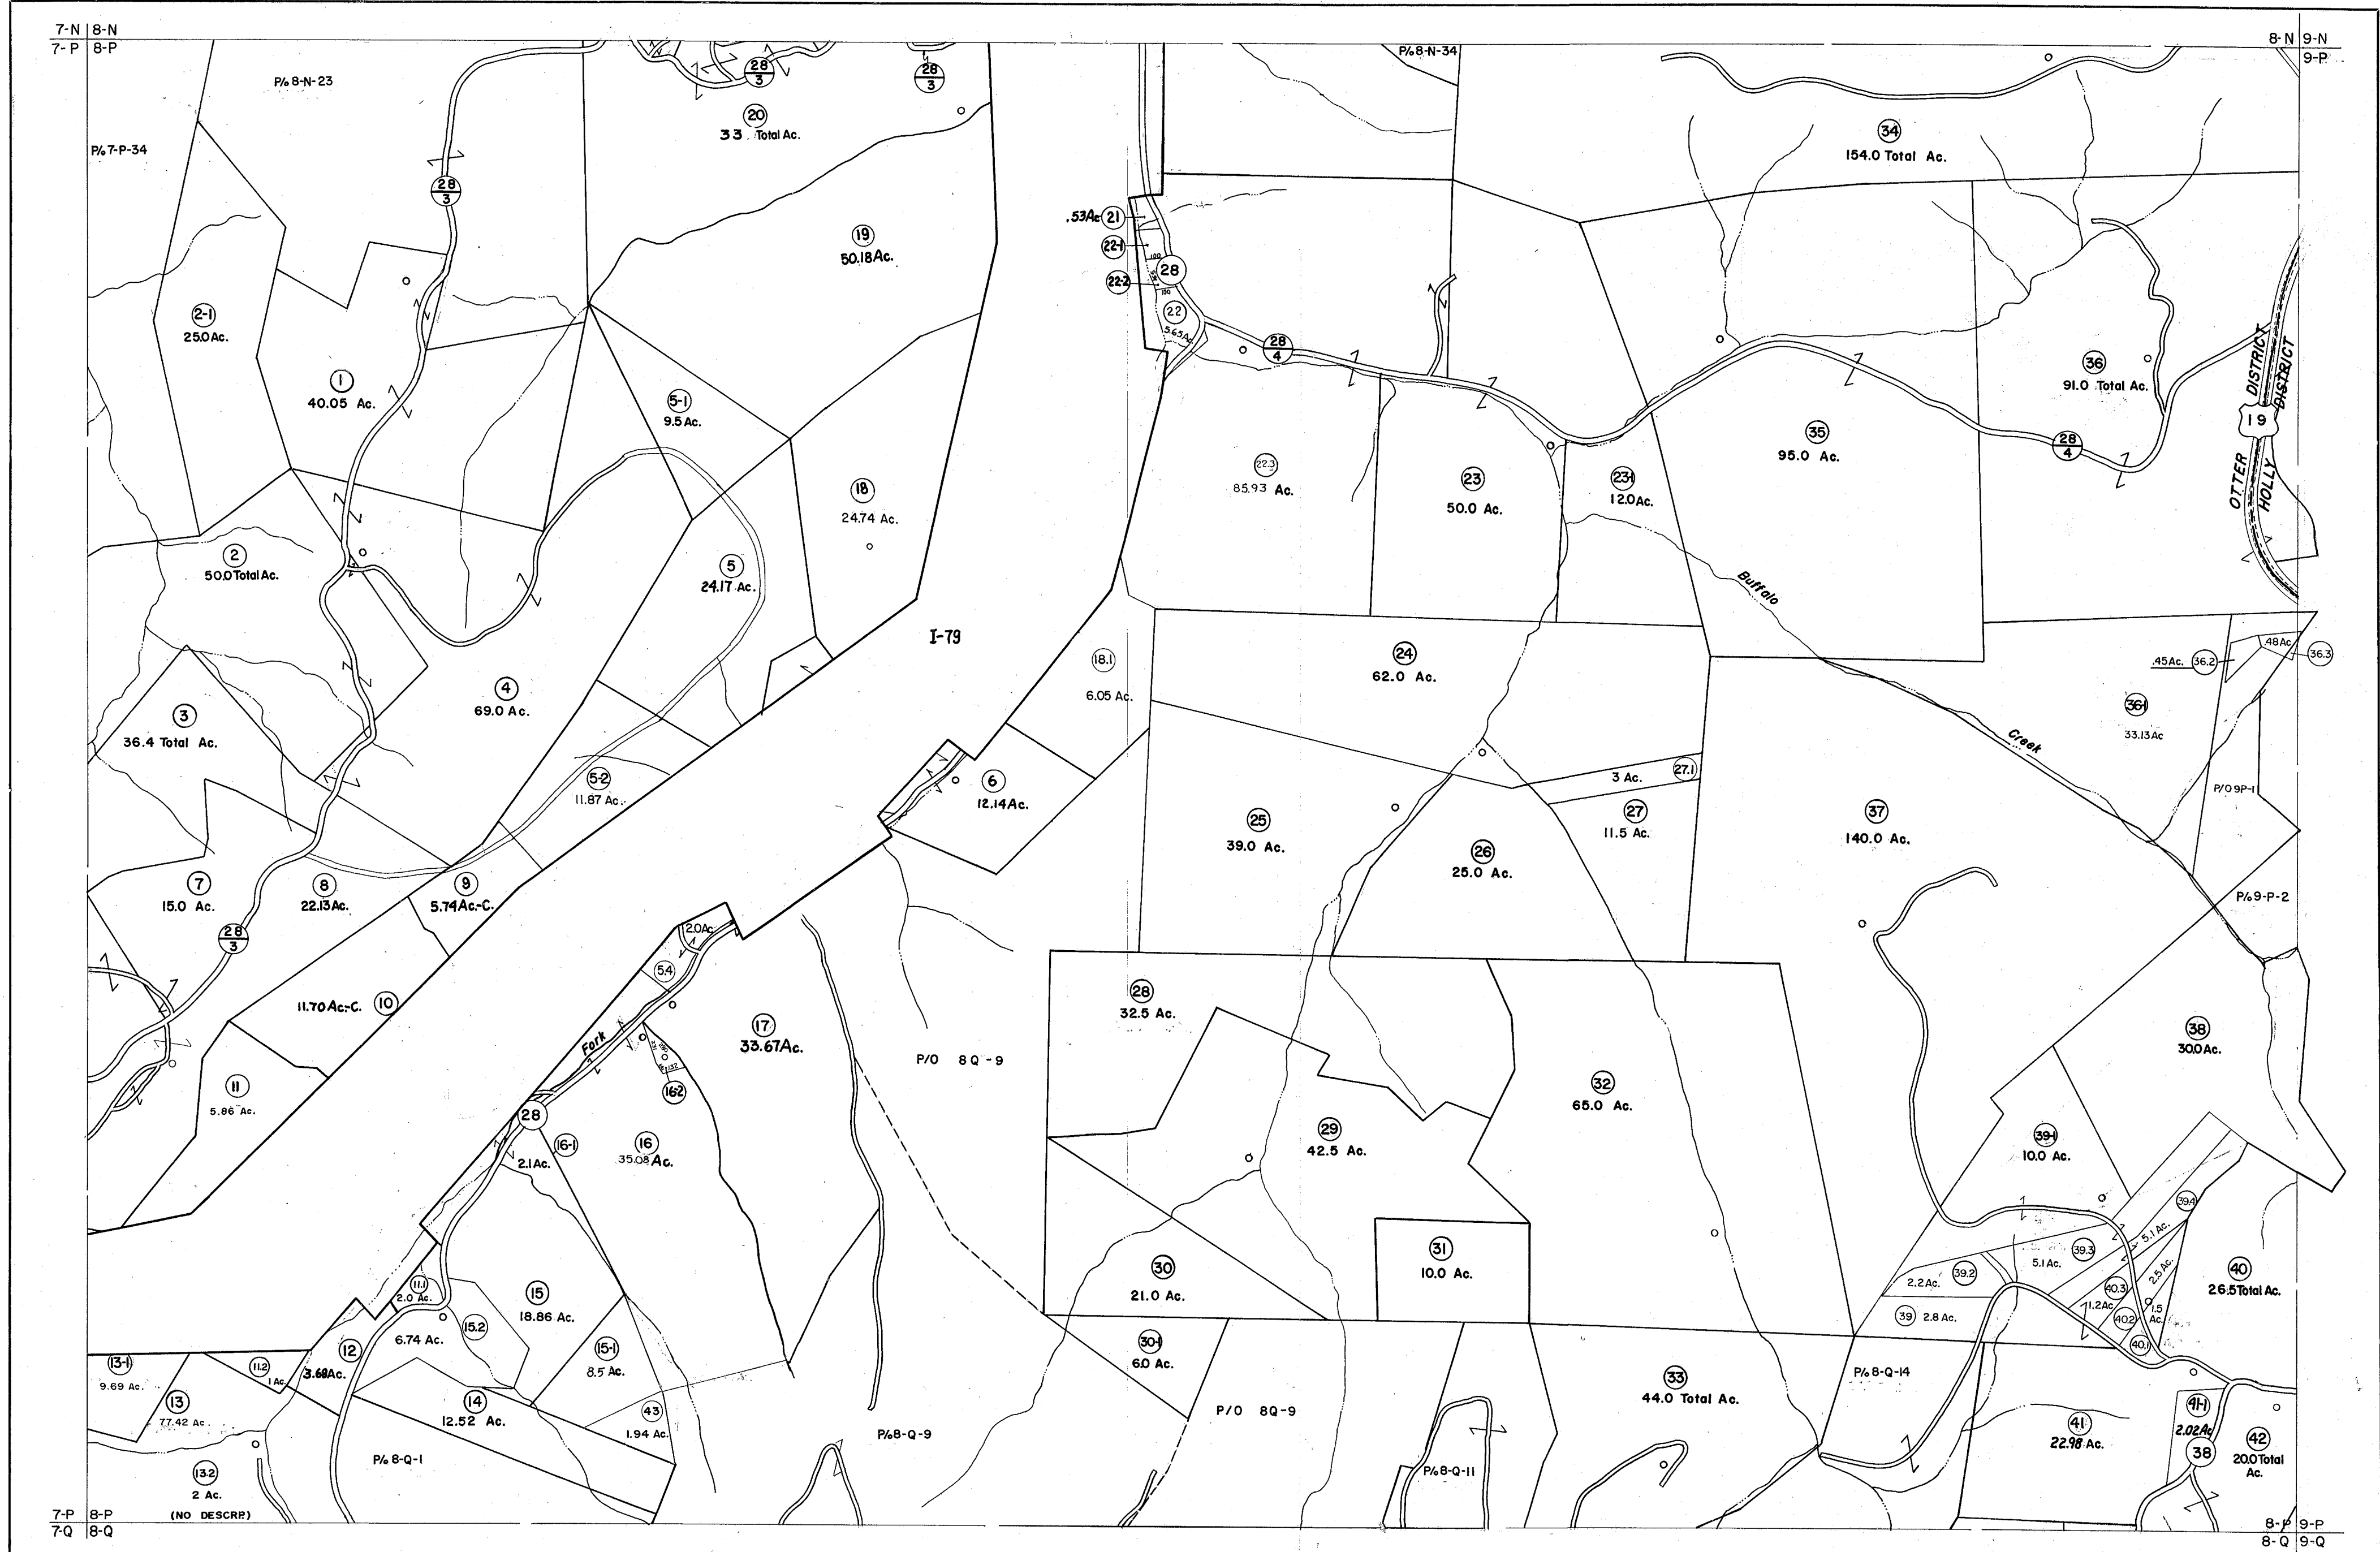 7-N 8-N
7-P 8-P
8-N 9-N
9-P
P/o 8-N-23
P/o 7-P-34
28
3
28
3
28
3
20
33. Total Ac.
P/o 8-N-34
34
154.0 Total Ac.
19
50.18 Ac.
.53Ac 21
22-1
100
22-2
100
28
22
5.65 Ac.
28
4
2-1
25.0 Ac.
1
40.05 Ac.
5-1
9.5 Ac.
36
91.0 Total Ac.
DISTRICT
DISTRICT
19
OTTER
HOLLY
35
95.0 Ac.
28
4
22.3
85.93 Ac.
23
50.0 Ac.
23-1
12.0 Ac.
18
24.74 Ac.
2
50.0 Total Ac.
5
24.17 Ac.
Buffalo
I-79
18.1
6.05 Ac.
24
62.0 Ac.
.48Ac
36.3
.45Ac. 36.2
4
69.0 Ac.
3
36.4 Total Ac.
36-1
33.13Ac
Creek
5-2
11.87 Ac.
6
12.14 Ac.
3 Ac. 27.1
P/O 9P-1
25
39.0 Ac.
27
11.5 Ac.
37
140.0 Ac.
26
25.0 Ac.
7
15.0 Ac.
8
22.13 Ac.
9
5.74 Ac.-C.
P/o 9-P-2
28
3
2.0Ac.
5.4
11.70 Ac.-C. 10
28
32.5 Ac.
17
33.67 Ac.
Fork
P/O 8Q-9
38
30.0 Ac.
11
5.86 Ac.
16-2
32
65.0 Ac.
28
16-1
2.1 Ac.
16
35.08 Ac.
29
42.5 Ac.
39-1
10.0 Ac.
39.4
5.1 Ac.
39.3
5.1 Ac.
31
10.0 Ac.
30
21.0 Ac.
39.2
2.2 Ac.
2.5 Ac.
40
26.5 Total Ac.
11.1
2.0 Ac.
15
18.86 Ac.
40.3
1.2 Ac.
1.5
Ac.
39 2.8 Ac.
40.2
40.1
15.2
6.74 Ac.
12
3.68 Ac.
15-1
8.5 Ac.
30-1
6.0 Ac.
13-1
9.69 Ac.
11.2
1 Ac.
33
44.0 Total Ac.
P/o 8-Q-14
13
77.42 Ac.
14
12.52 Ac.
43
1.94 Ac.
P/O 8Q-9
41
22.98 Ac.
41-1
2.02Ac
38
42
20.0 Total
Ac.
P/o 8-Q-9
P/o 8-Q-1
P/o 8-Q-11
13.2
2 Ac.
(NO DESCRP.)
7-P 8-P
7-Q 8-Q
8-P 9-P
8-Q 9-Q